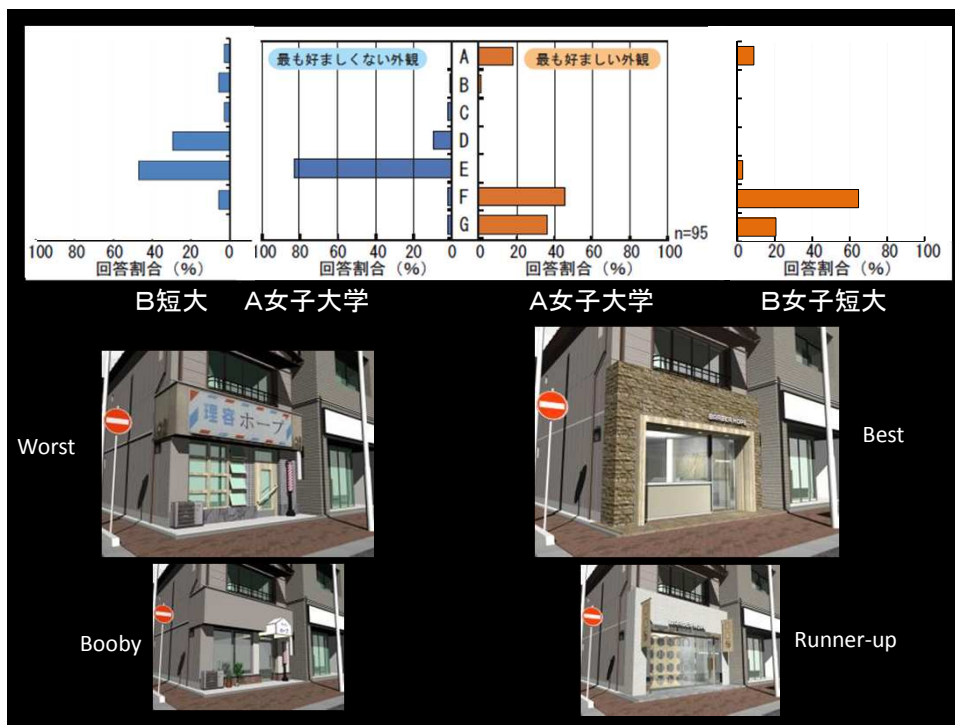 最も好ましくない外観
最も好ましい外観
A
B
C
D
E
F
G
n=95
100 80 60 40 20 0
回答割合（%）
100 80 60 40 20 0
回答割合（%）
0 20 40 60 80 100
回答割合（%）
0 20 40 60 80 100
回答割合（%）
B短大
A女子大学
A女子大学
B女子短大
Worst
理容ホープ
BORBER HOPE
Best
Booby
Runner-up